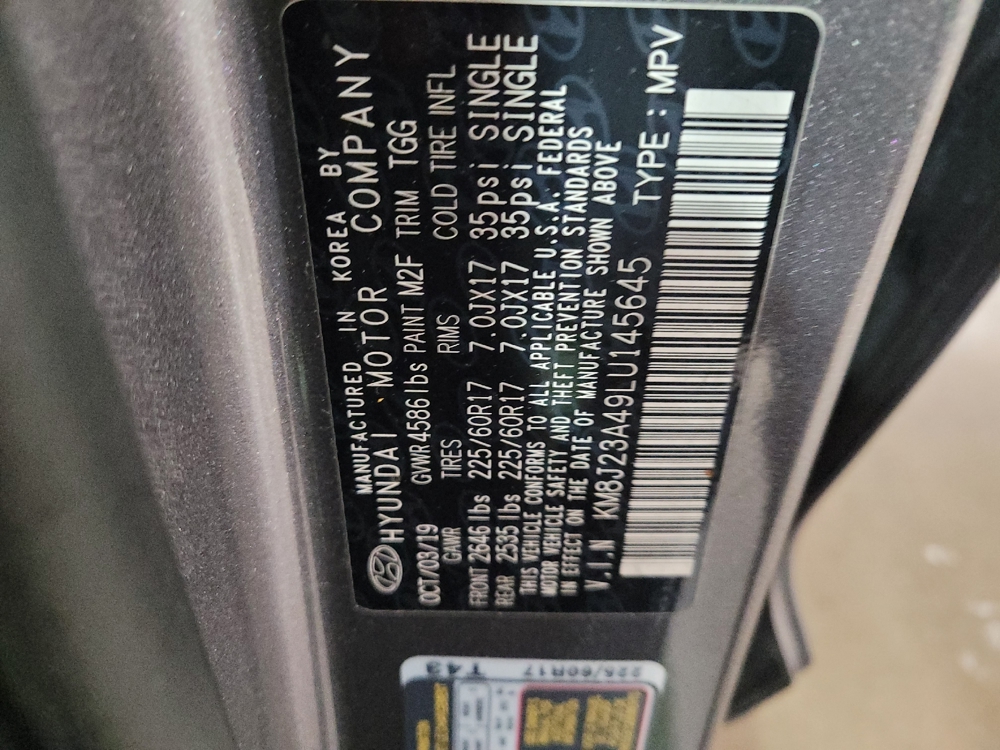 MANUFACTURED IN KOREA BY
HYUNDAI MOTOR COMPANY
OCT/03/19 GVWR 4586 lbs PAINT M2F TRIM TGG
GAWR TIRES RIMS COLD TIRE INFL
FRONT 2646 lbs 225/60R17 7.0JX17 35psi SINGLE
REAR 2535 lbs 225/60R17 7.0JX17 35psi SINGLE
THIS VEHICLE CONFORMS TO ALL APPLICABLE U.S.A. FEDERAL
MOTOR VEHICLE SAFETY AND THEFT PREVENTION STANDARDS
IN EFFECT ON THE DATE OF MANUFACTURE SHOWN ABOVE
V.I.N KM8J23A49LU145645 TYPE : MPV
T43
225/60R17